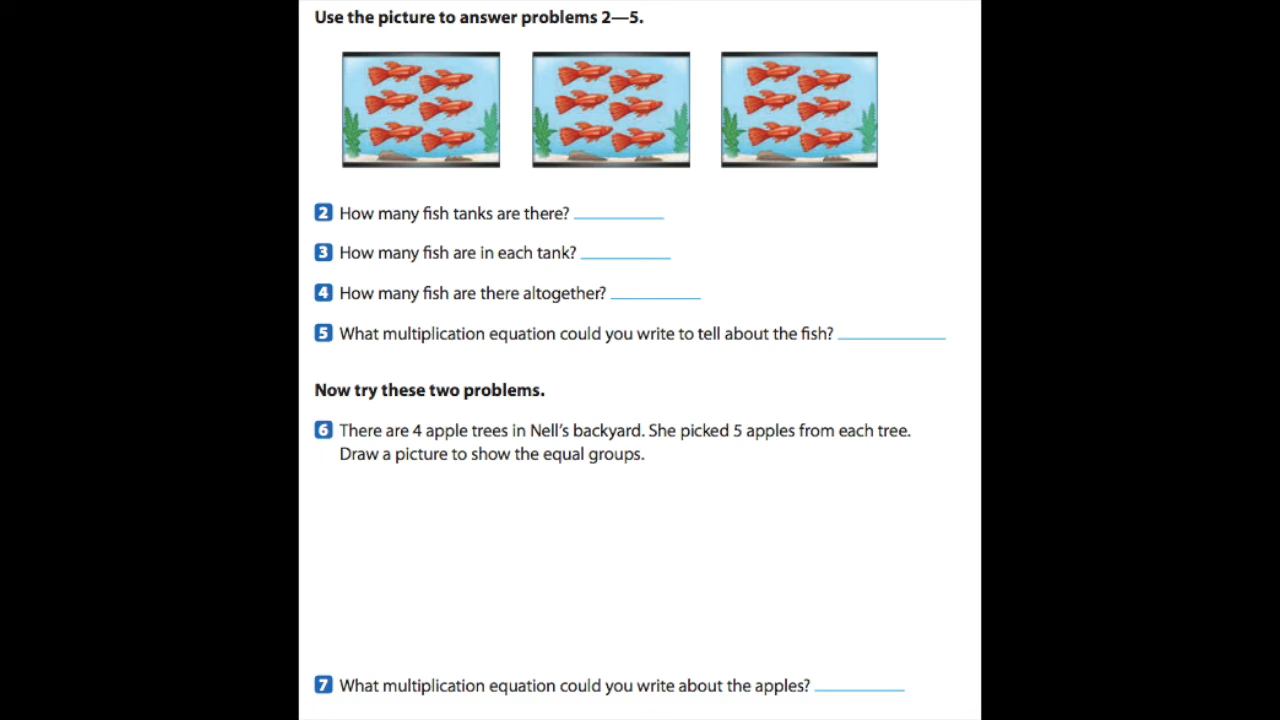 Use the picture to answer problems 2—5.
2 How many fish tanks are there?
3 How many fish are in each tank?
4 How many fish are there altogether?
5 What multiplication equation could you write to tell about the fish?
Now try these two problems.
6 There are 4 apple trees in Nell's backyard. She picked 5 apples from each tree.
Draw a picture to show the equal groups.
7 What multiplication equation could you write about the apples?